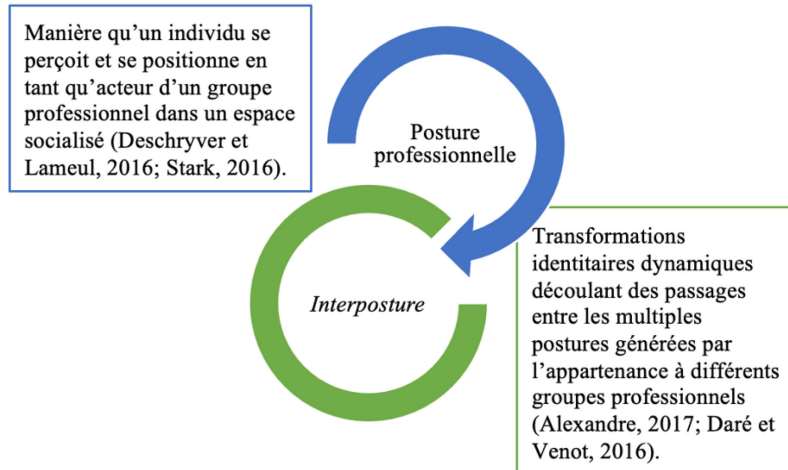 Manière qu’un individu se
perçoit et se positionne en
tant qu’acteur d’un groupe
professionnel dans un espace
socialisé (Deschryver et
Lameul, 2016; Stark, 2016).
Posture
professionnelle
Interposture
Transformations
identitaires dynamiques
découlant des passages
entre les multiples
postures générées par
l’appartenance à différents
groupes professionnels
(Alexandre, 2017; Daré et
Venot, 2016).